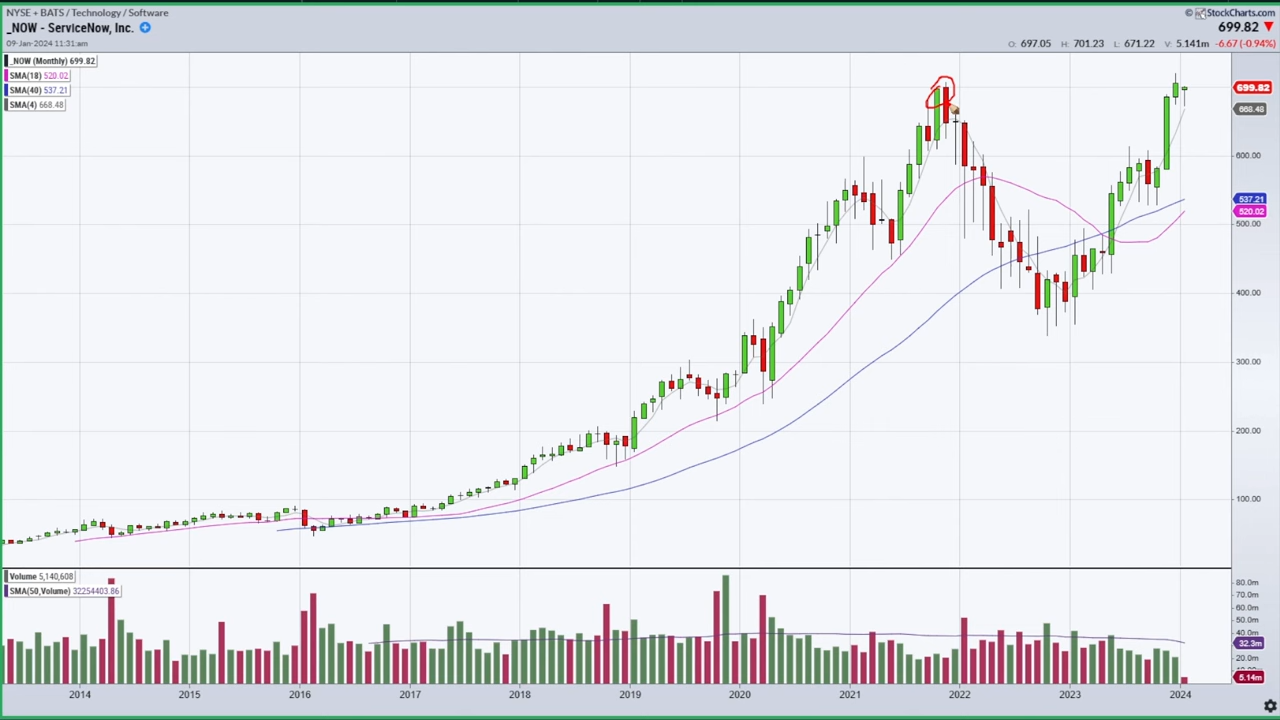 NYSE + BATS / Technology / Software
© StockCharts.com
_NOW - ServiceNow, Inc.
699.82
09-Jan-2024 11:31:am
O: 697.05 H: 701.23 L: 671.22 V: 5.141m -6.67 (-0.94%)
_NOW (Monthly) 699.82
SMA(18) 520.02
SMA(40) 537.21
SMA(4) 668.48
699.82
668.48
600.00
537.21
520.02
500.00
400.00
300.00
200.00
100.00
Volume 5,140,608
SMA(50,Volume) 32254403.86
80.0m
70.0m
60.0m
50.0m
40.0m
32.3m
20.0m
5.14m
2014 2015 2016 2017 2018 2019 2020 2021 2022 2023 2024